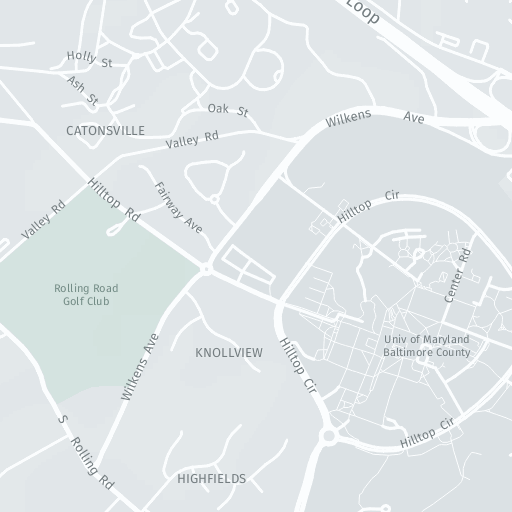 Loop
Holly St
Ash St
Oak St
Wilkens Ave
CATONSVILLE
Valley Rd
Hilltop Rd
Fairway Ave
Valley Rd
Hilltop Cir
Center Rd
Rolling Road
Golf Club
Univ of Maryland
Baltimore County
Wilkens Ave
KNOLLVIEW
Hilltop Cir
S Rolling Rd
Hilltop Cir
HIGHFIELDS